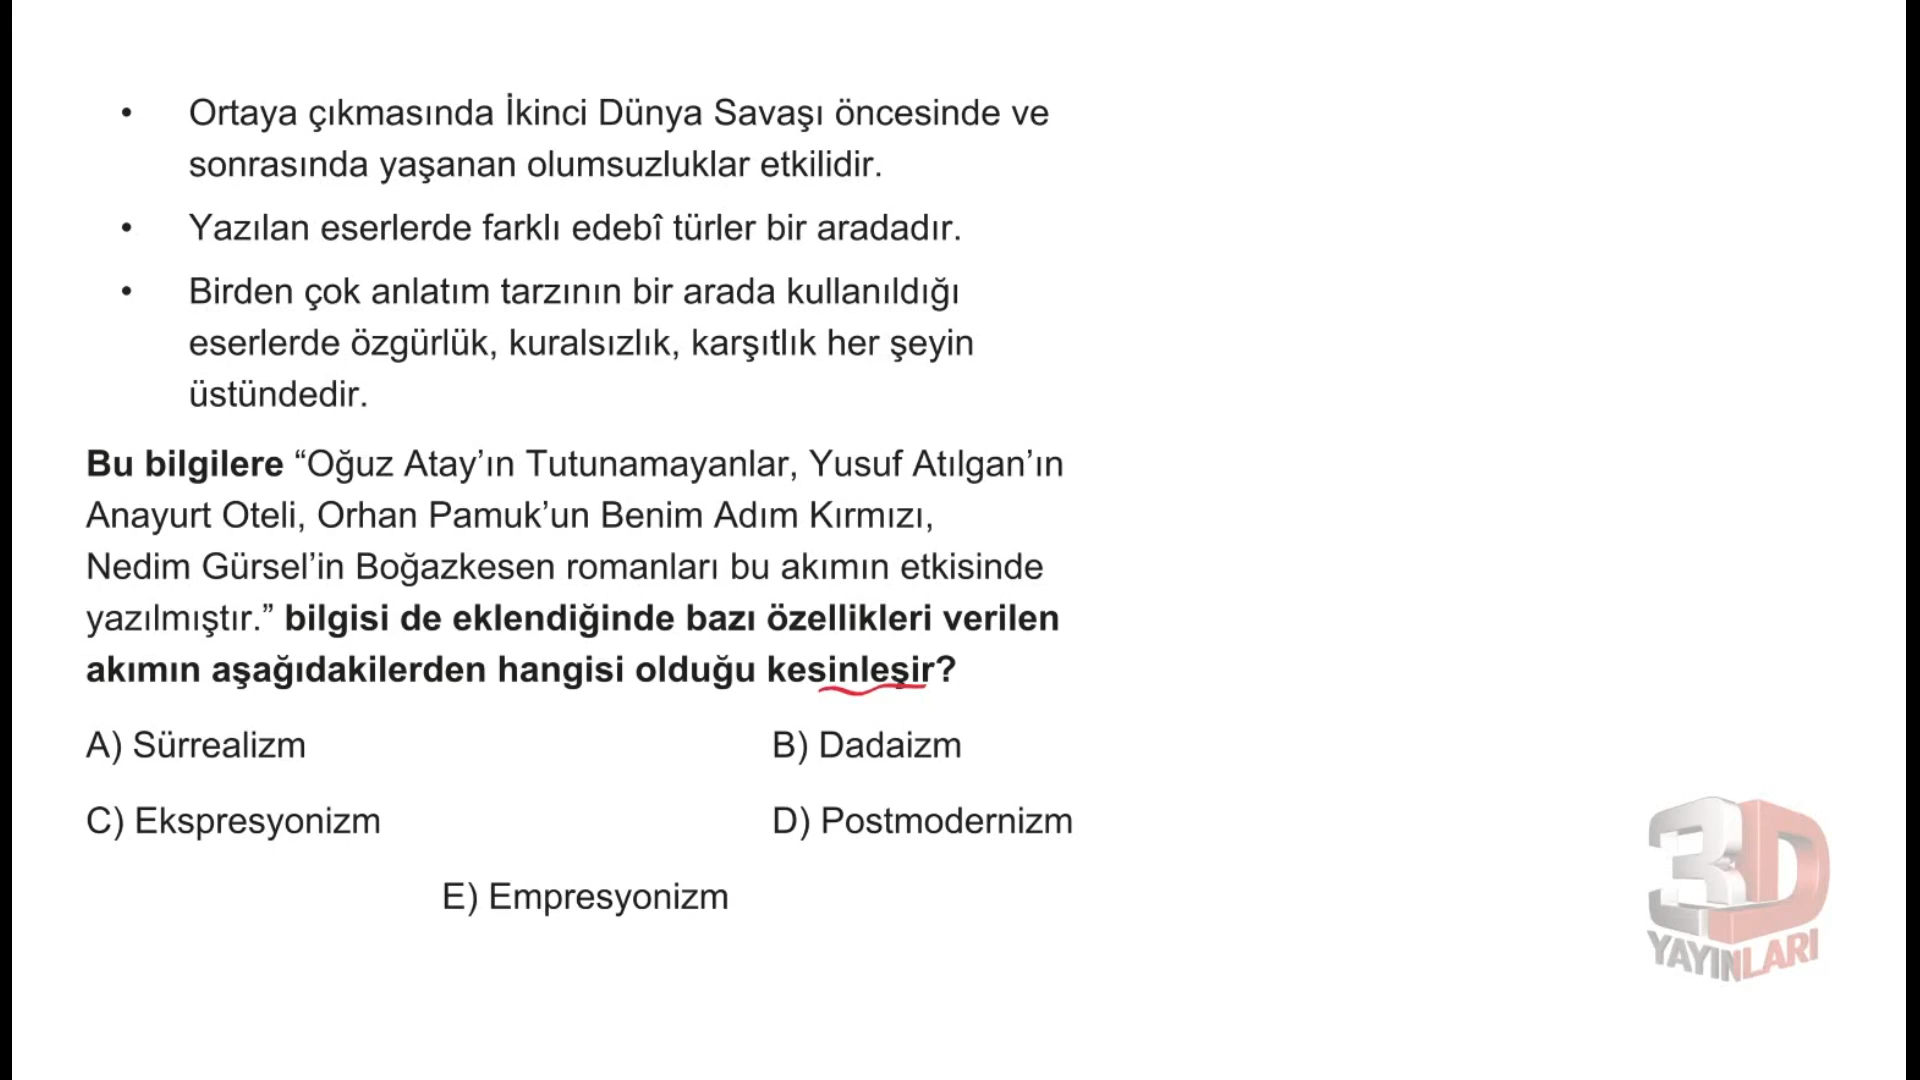 • Ortaya çıkmasında İkinci Dünya Savaşı öncesinde ve
sonrasında yaşanan olumsuzluklar etkilidir.
• Yazılan eserlerde farklı edebî türler bir aradadır.
• Birden çok anlatım tarzının bir arada kullanıldığı
eserlerde özgürlük, kuralsızlık, karşıtlık her şeyin
üstündedir.
Bu bilgilere “Oğuz Atay’ın Tutunamayanlar, Yusuf Atılgan’ın
Anayurt Oteli, Orhan Pamuk’un Benim Adım Kırmızı,
Nedim Gürsel’in Boğazkesen romanları bu akımın etkisinde
yazılmıştır.” bilgisi de eklendiğinde bazı özellikleri verilen
akımın aşağıdakilerden hangisi olduğu kesinleşir?
A) Sürrealizm
B) Dadaizm
C) Ekspresyonizm
D) Postmodernizm
E) Empresyonizm
3D
YAYINLARI